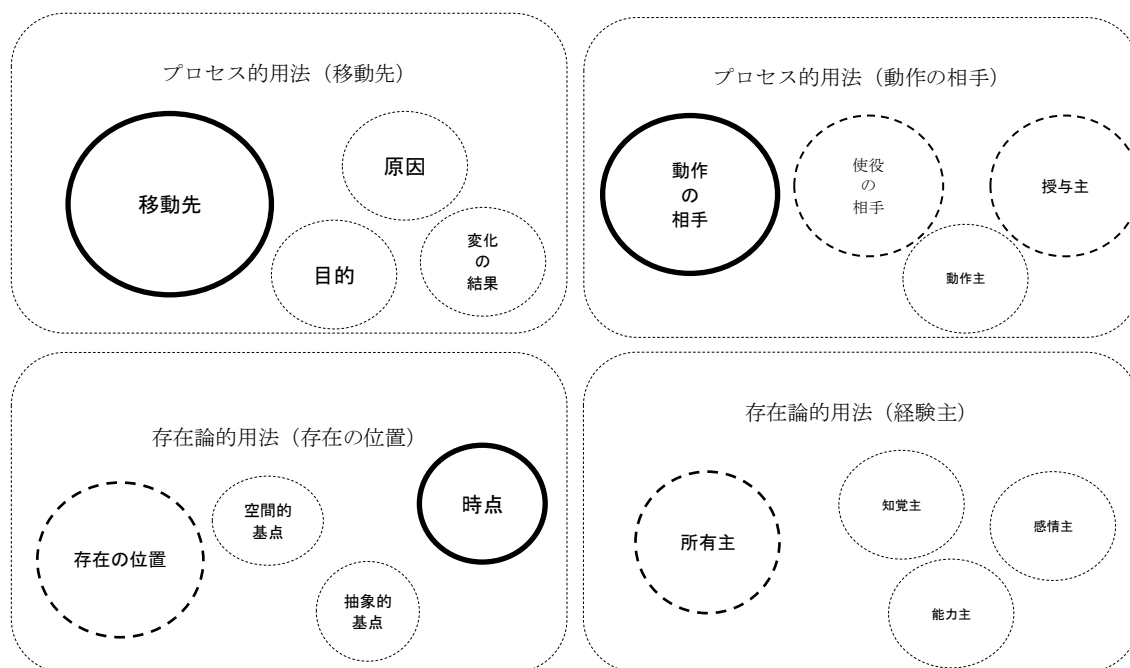 プロセス的用法（移動先）
移動先
原因
目的
変化
の
結果
プロセス的用法（動作の相手）
動作
の
相手
使役
の
相手
授与主
動作主
存在論的用法（存在の位置）
存在の位置
空間的
基点
抽象的
基点
時点
存在論的用法（経験主）
所有主
知覚主
感情主
能力主